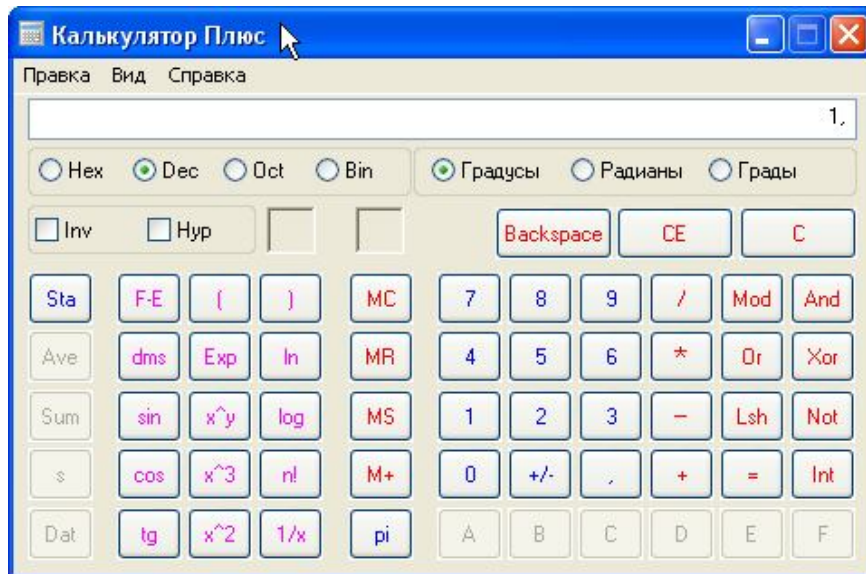 Калькулятор Плюс
Правка Вид Справка
1,
Hex Dec Oct Bin Градусы Радианы Грады
Inv Hyp Backspace CE C
Sta F-E ( ) MC 7 8 9 / Mod And
Ave dms Exp ln MR 4 5 6 * Or Xor
Sum sin x^y log MS 1 2 3 – Lsh Not
s cos x^3 n! M+ 0 +/- , + = Int
Dat tg x^2 1/x pi A B C D E F